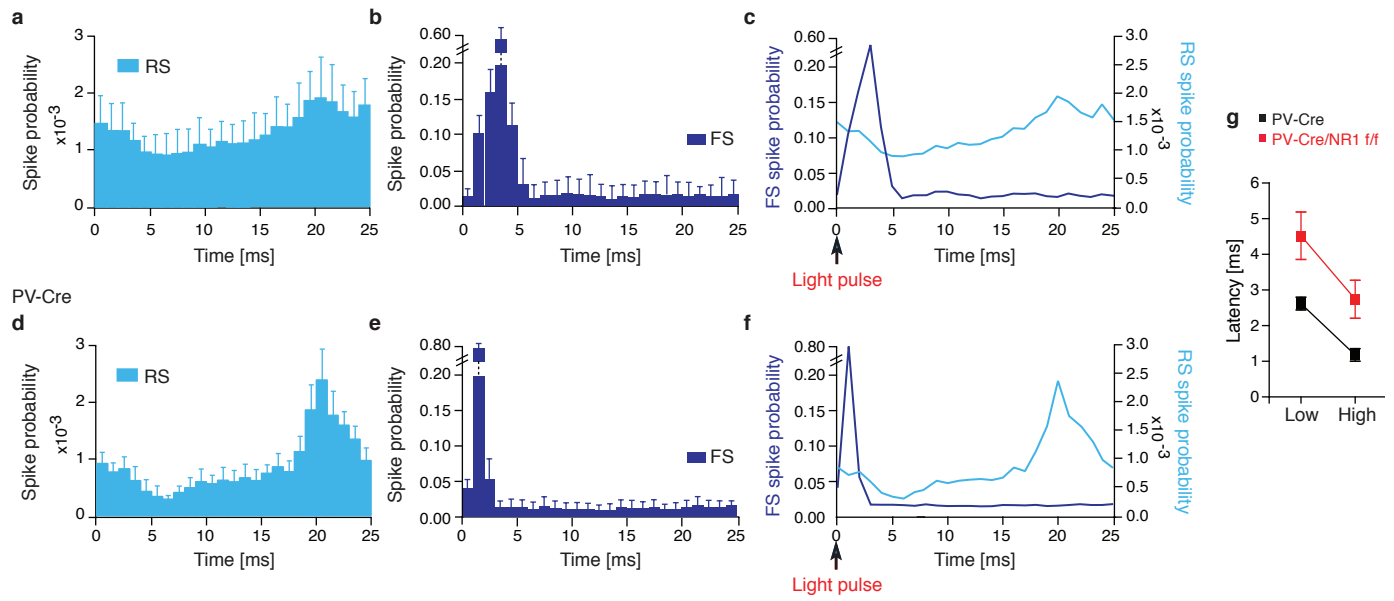 a
3
2
1
0
Spike probability
x10-3
RS
0 5 10 15 20 25
Time [ms]
b
0.60
0.20
0.15
0.10
0.05
0.00
Spike probability
FS
0 5 10 15 20 25
Time [ms]
c
0.60
0.20
0.15
0.10
0.05
0.00
FS spike probability
3.0
2.5
2.0
1.5
1.0
0.5
0.0
x10-3
RS spike probability
0 5 10 15 20 25
Time [ms]
Light pulse
PV-Cre
d
3
2
1
0
Spike probability
x10-3
RS
0 5 10 15 20 25
Time [ms]
e
0.80
0.20
0.15
0.10
0.05
0.00
Spike probability
FS
0 5 10 15 20 25
Time [ms]
f
0.80
0.20
0.15
0.10
0.05
0.00
FS spike probability
3.0
2.5
2.0
1.5
1.0
0.5
0.0
x10-3
RS spike probability
0 5 10 15 20 25
Time [ms]
Light pulse
g
PV-Cre
PV-Cre/NR1 f/f
6
5
4
3
2
1
0
Latency [ms]
Low High